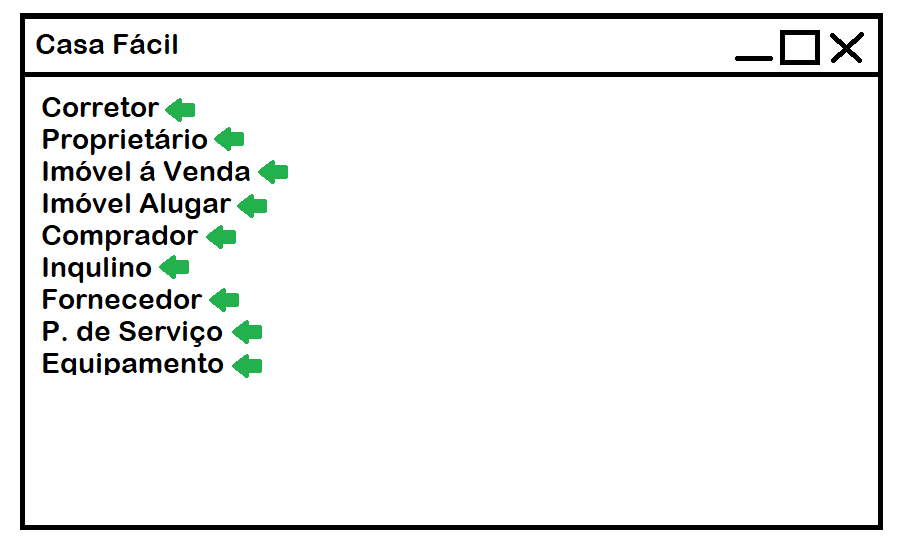 Casa Fácil
Corretor
Proprietário
Imóvel á Venda
Imóvel Alugar
Comprador
Inqulino
Fornecedor
P. de Serviço
Equipamento